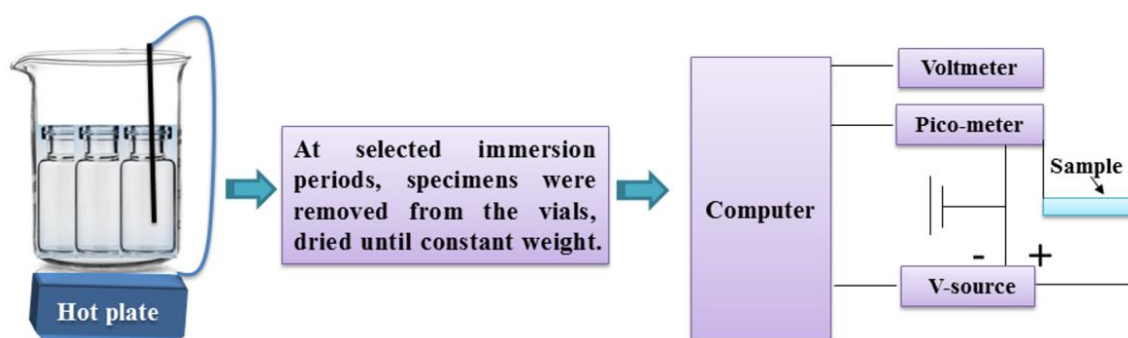 Hot plate
At selected immersion
periods, specimens were
removed from the vials,
dried until constant weight.
Computer
Voltmeter
Pico-meter
Sample
- +
V-source